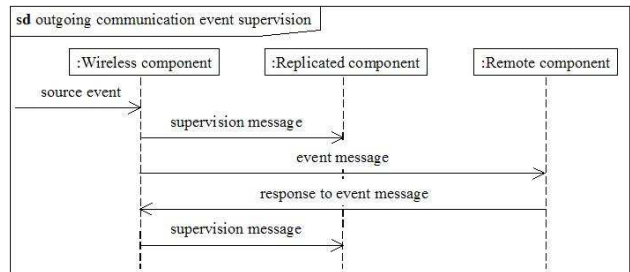 sd outgoing communication event supervision
:Wireless component
:Replicated component
:Remote component
source event
supervision message
event message
response to event message
supervision message